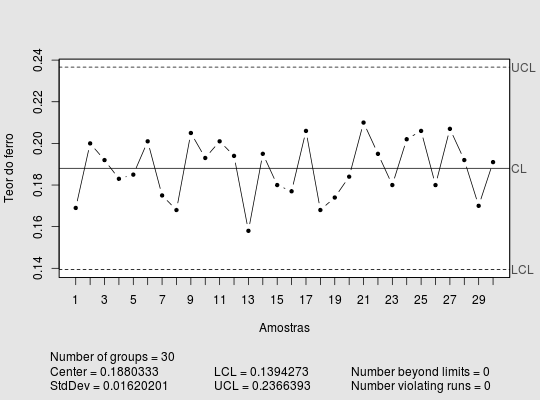 0.24
UCL
0.22
0.20
Teor do ferro
0.18
CL
0.16
0.14
LCL
1 3 5 7 9 11 13 15 17 19 21 23 25 27 29
Amostras
Number of groups = 30
Center = 0.1880333 LCL = 0.1394273 Number beyond limits = 0
StdDev = 0.01620201 UCL = 0.2366393 Number violating runs = 0